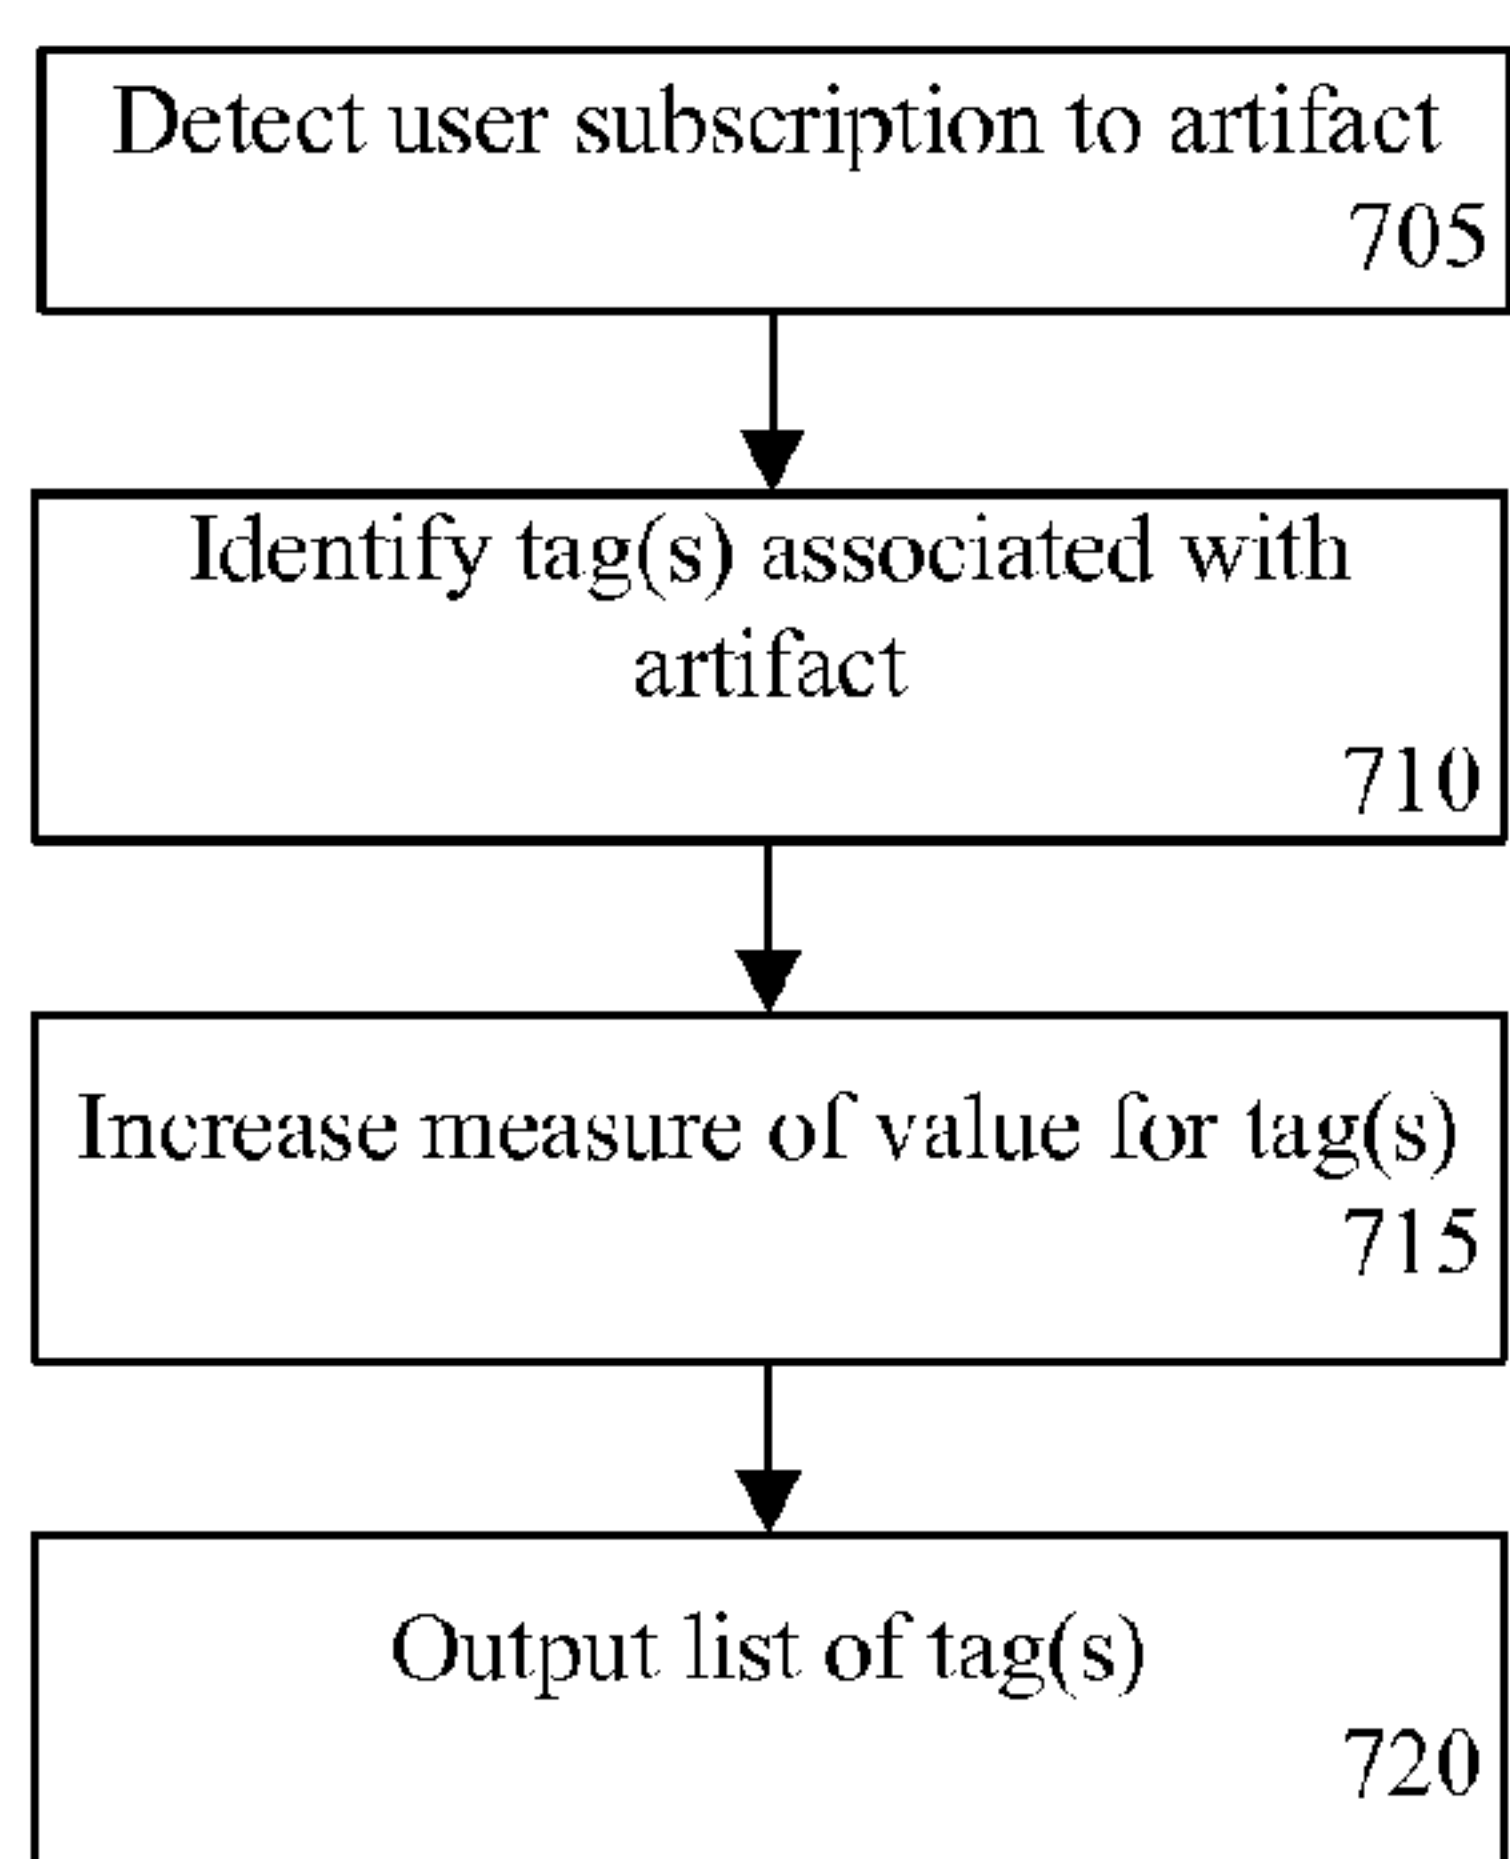 Detect user subscription to artifact
705
Identify tag(s) associated with
artifact
710
Increase measure of value for tag(s)
715
Output list of tag(s)
720